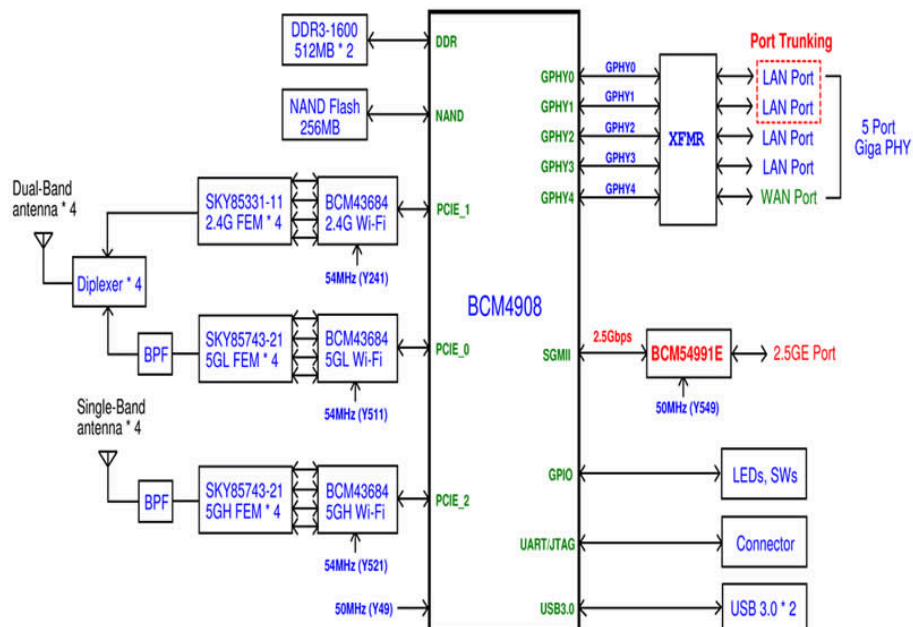 DDR3-1600
512MB * 2
NAND Flash
256MB
Dual-Band
antenna * 4
SKY85331-11
2.4G FEM * 4
BCM43684
2.4G Wi-Fi
54MHz (Y241)
Diplexer * 4
BPF
SKY85743-21
5GL FEM * 4
BCM43684
5GL Wi-Fi
54MHz (Y511)
Single-Band
antenna * 4
BPF
SKY85743-21
5GH FEM * 4
BCM43684
5GH Wi-Fi
54MHz (Y521)
50MHz (Y49)
DDR
NAND
PCIE_1
PCIE_0
PCIE_2
BCM4908
GPHY0
GPHY1
GPHY2
GPHY3
GPHY4
SGMII
GPIO
UART/JTAG
USB3.0
GPHY0
GPHY1
GPHY2
GPHY3
GPHY4
XFMR
Port Trunking
LAN Port
LAN Port
LAN Port
LAN Port
WAN Port
5 Port
Giga PHY
2.5Gbps
BCM54991E
2.5GE Port
50MHz (Y549)
LEDs, SWs
Connector
USB 3.0 * 2